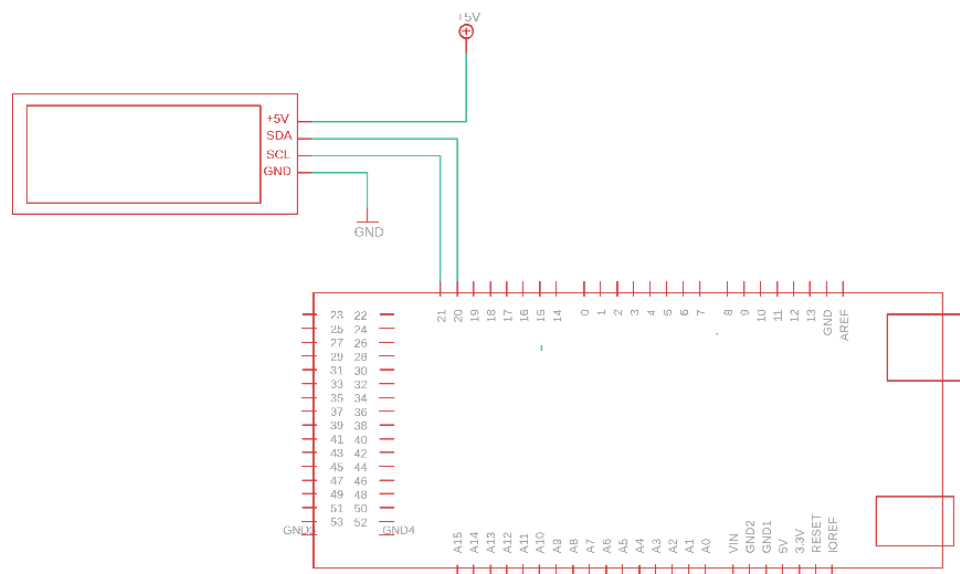 +5V
+5V
SDA
SCL
GND
GND
21 20 19 18 17 16 15 14 0 1 2 3 4 5 6 7 8 9 10 11 12 13 GND AREF
23 22
25 24
27 26
29 28
31 30
33 32
35 34
37 36
39 38
41 40
43 42
45 44
47 46
49 48
51 50
53 52
GND3 GND4
A15 A14 A13 A12 A11 A10 A9 A8 A7 A6 A5 A4 A3 A2 A1 A0 VIN GND2 GND1 5V 3.3V RESET IOREF